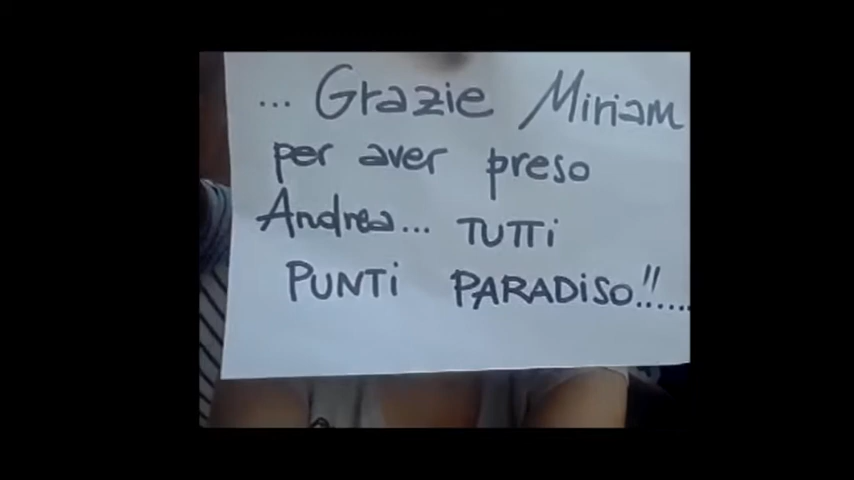 ... Grazie Miriam
per aver preso
Andrea... TUTTi
PUNTi PARADiSO!!......